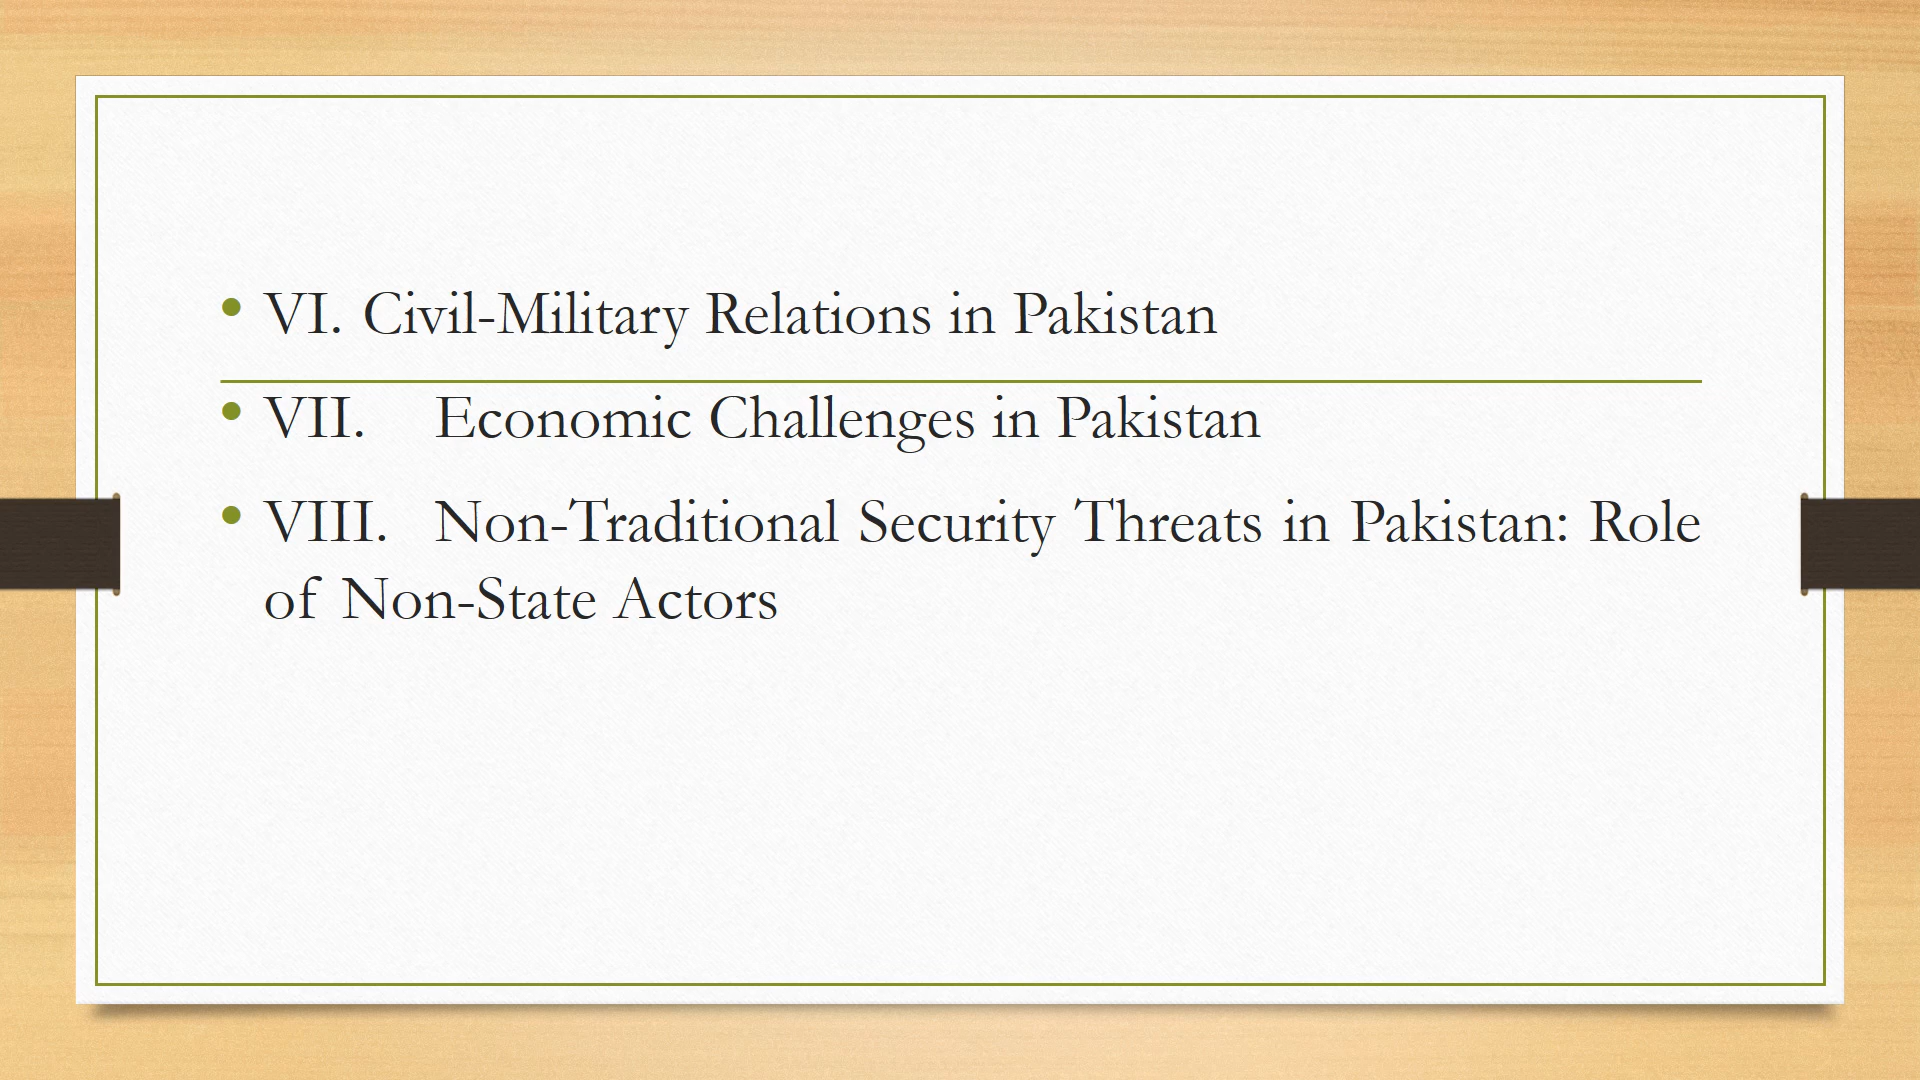 • VI. Civil-Military Relations in Pakistan
• VII. Economic Challenges in Pakistan
• VIII. Non-Traditional Security Threats in Pakistan: Role
of Non-State Actors